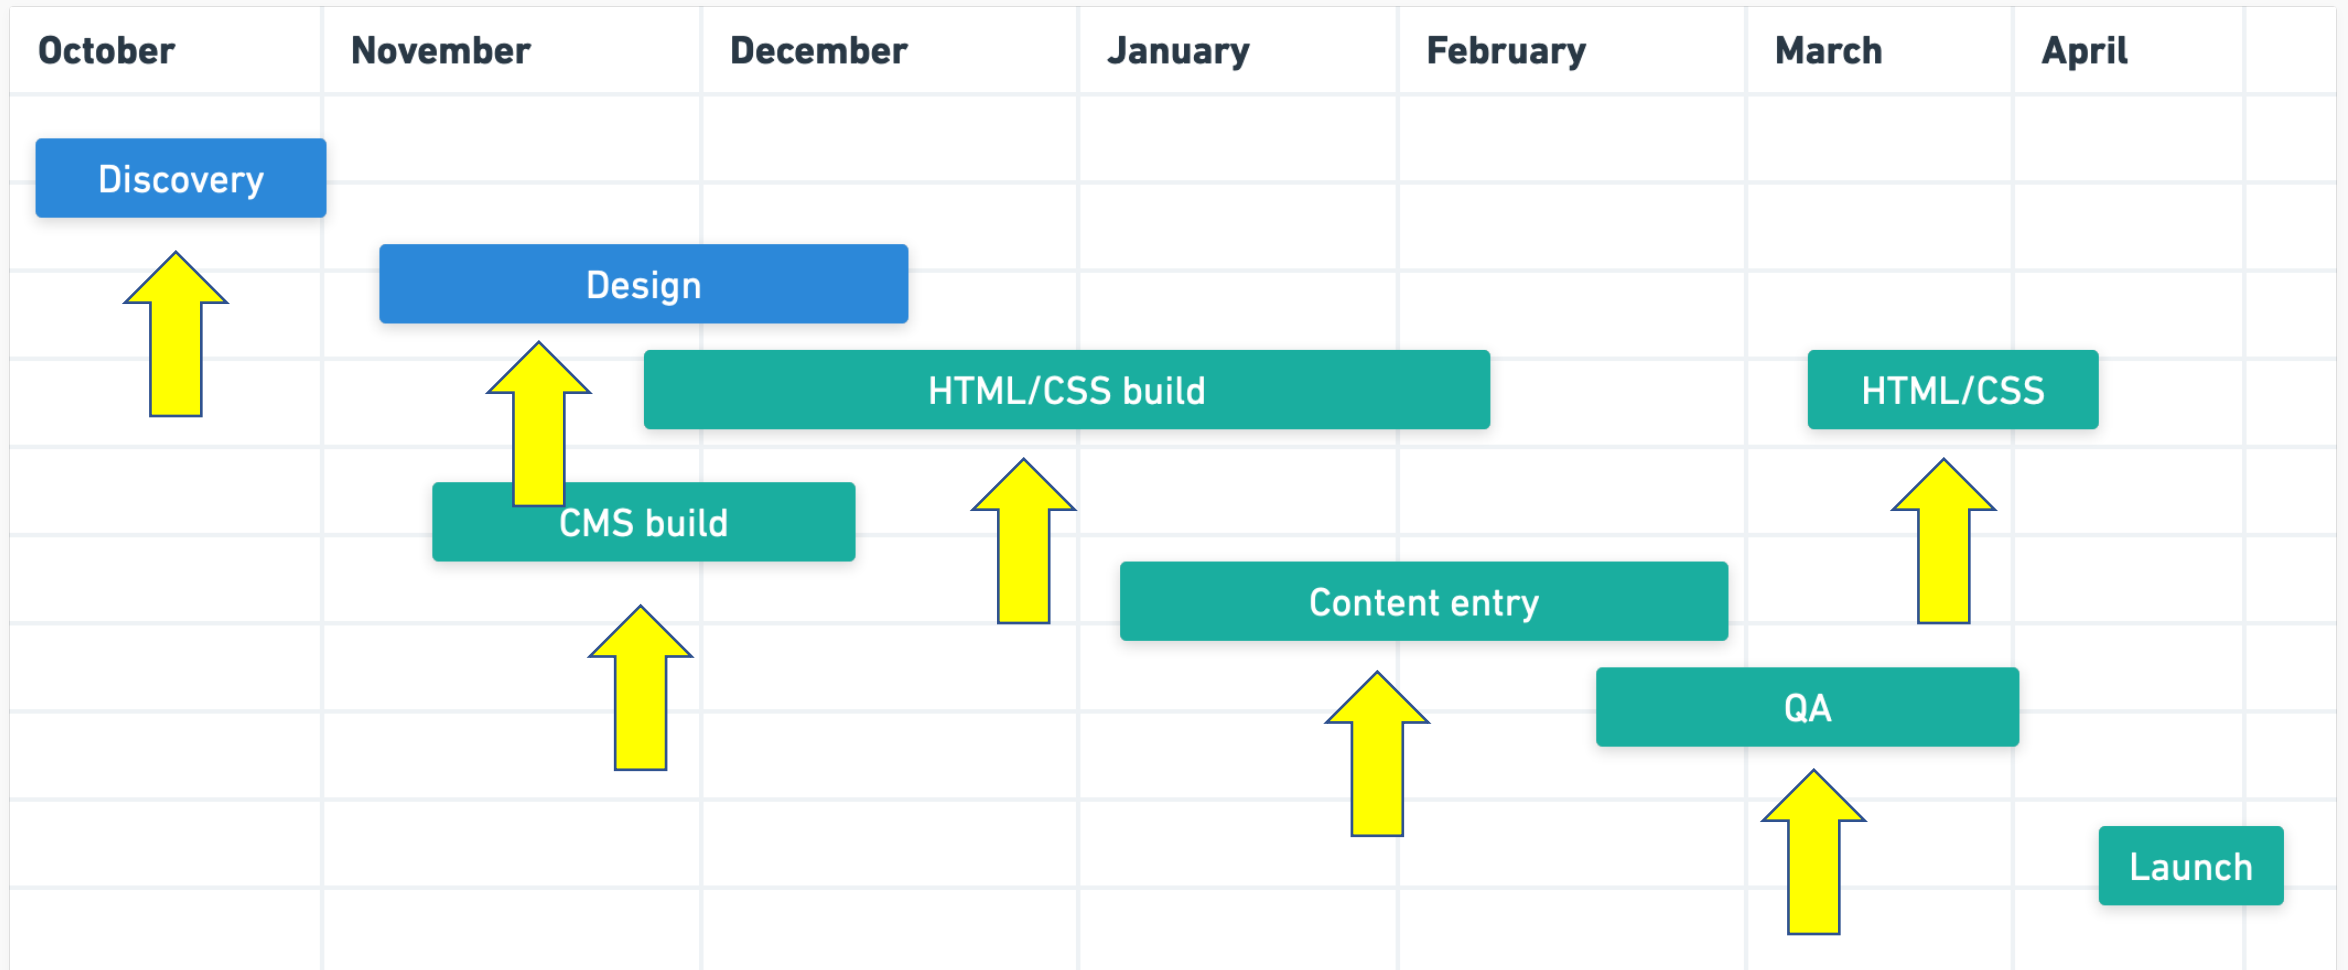 October
November
December
January
February
March
April
Discovery
Design
HTML/CSS build
HTML/CSS
CMS build
Content entry
QA
Launch